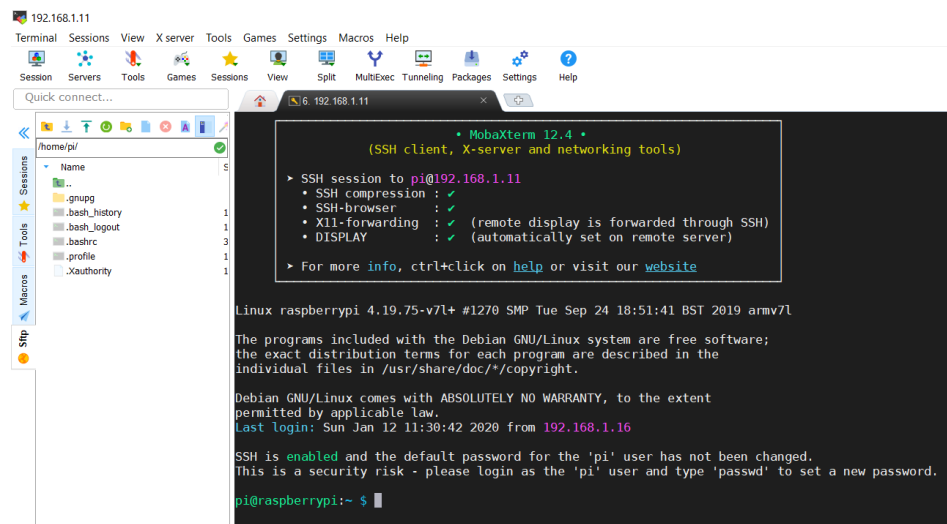 192.168.1.11
Terminal Sessions View X server Tools Games Settings Macros Help
Session Servers Tools Games Sessions View Split MultiExec Tunneling Packages Settings Help
Quick connect...
6. 192.168.1.11
/home/pi/
Name S
..
.gnupg
.bash_history 1
.bash_logout 1
.bashrc 3
.profile 1
.Xauthority 1
Sessions
Tools
Macros
Sftp
• MobaXterm 12.4 •
(SSH client, X-server and networking tools)
➤ SSH session to pi@192.168.1.11
• SSH compression : ✔
• SSH-browser : ✔
• X11-forwarding : ✔ (remote display is forwarded through SSH)
• DISPLAY : ✔ (automatically set on remote server)
➤ For more info, ctrl+click on help or visit our website
Linux raspberrypi 4.19.75-v7l+ #1270 SMP Tue Sep 24 18:51:41 BST 2019 armv7l
The programs included with the Debian GNU/Linux system are free software;
the exact distribution terms for each program are described in the
individual files in /usr/share/doc/*/copyright.
Debian GNU/Linux comes with ABSOLUTELY NO WARRANTY, to the extent
permitted by applicable law.
Last login: Sun Jan 12 11:30:42 2020 from 192.168.1.16
SSH is enabled and the default password for the 'pi' user has not been changed.
This is a security risk - please login as the 'pi' user and type 'passwd' to set a new password.
pi@raspberrypi:~ $